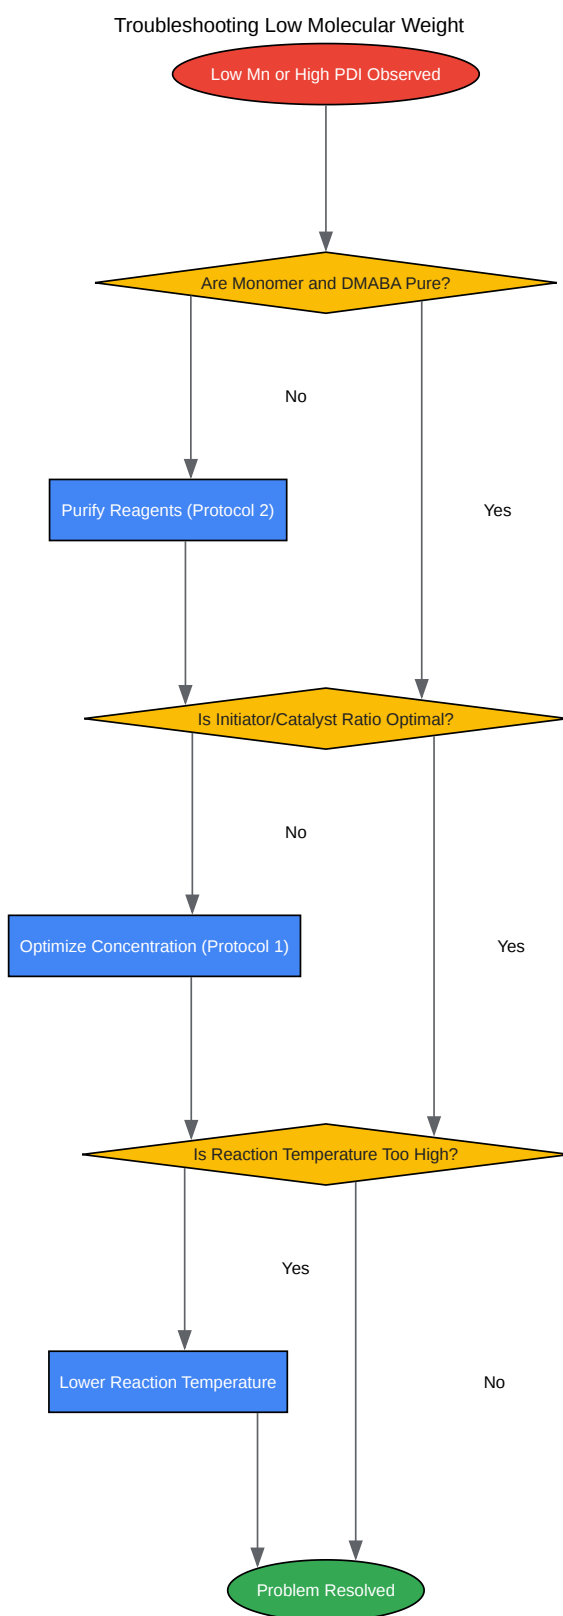 Troubleshooting Low Molecular Weight
Low Mn or High PDI Observed
Are Monomer and DMABA Pure?
No
Purify Reagents (Protocol 2)
Yes
Is Initiator/Catalyst Ratio Optimal?
No
Optimize Concentration (Protocol 1)
Yes
Is Reaction Temperature Too High?
Yes
Lower Reaction Temperature
No
Problem Resolved